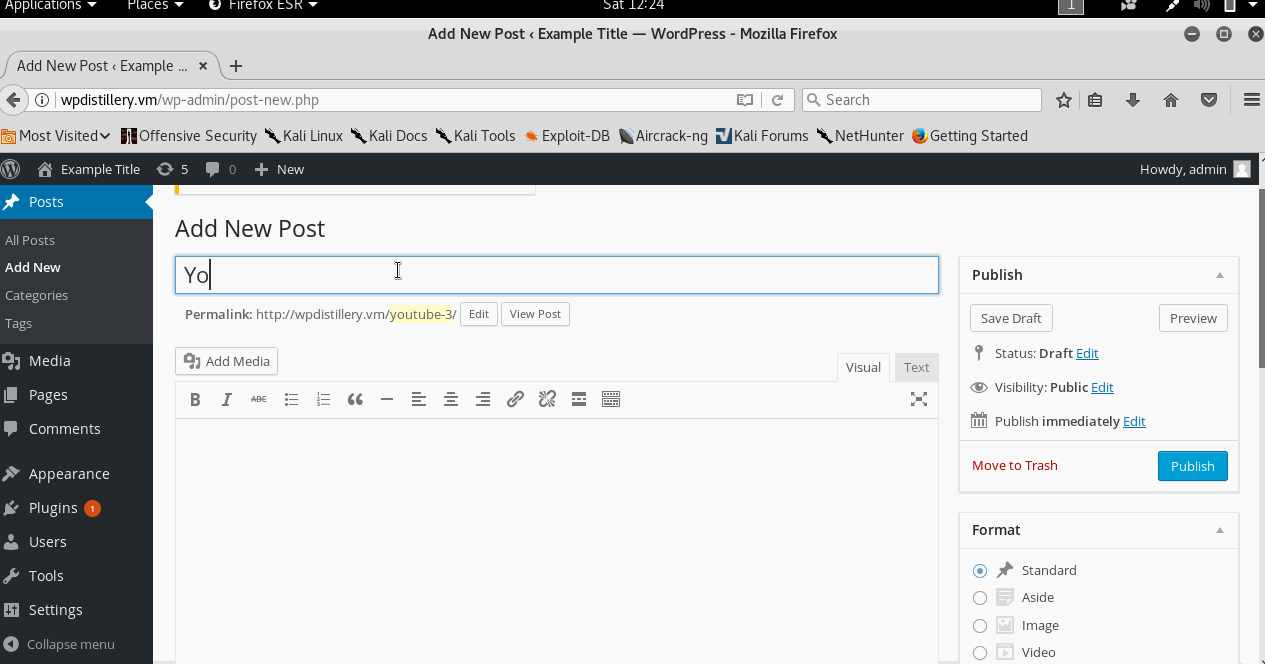 Applications Places Firefox ESR Sat 12:24 1
Add New Post ‹ Example Title — WordPress - Mozilla Firefox
Add New Post ‹ Example ...
wpdistillery.vm/wp-admin/post-new.php Search
Most Visited Offensive Security Kali Linux Kali Docs Kali Tools Exploit-DB Aircrack-ng Kali Forums NetHunter Getting Started
Example Title 5 0 New Howdy, admin
Posts
All Posts
Add New
Categories
Tags
Media
Pages
Comments
Appearance
Plugins 1
Users
Tools
Settings
Collapse menu
Add New Post
Yo
Permalink: http://wpdistillery.vm/youtube-3/ Edit View Post
Add Media
Visual Text
B I ABC
Publish
Save Draft Preview
Status: Draft Edit
Visibility: Public Edit
Publish immediately Edit
Move to Trash Publish
Format
Standard
Aside
Image
Video